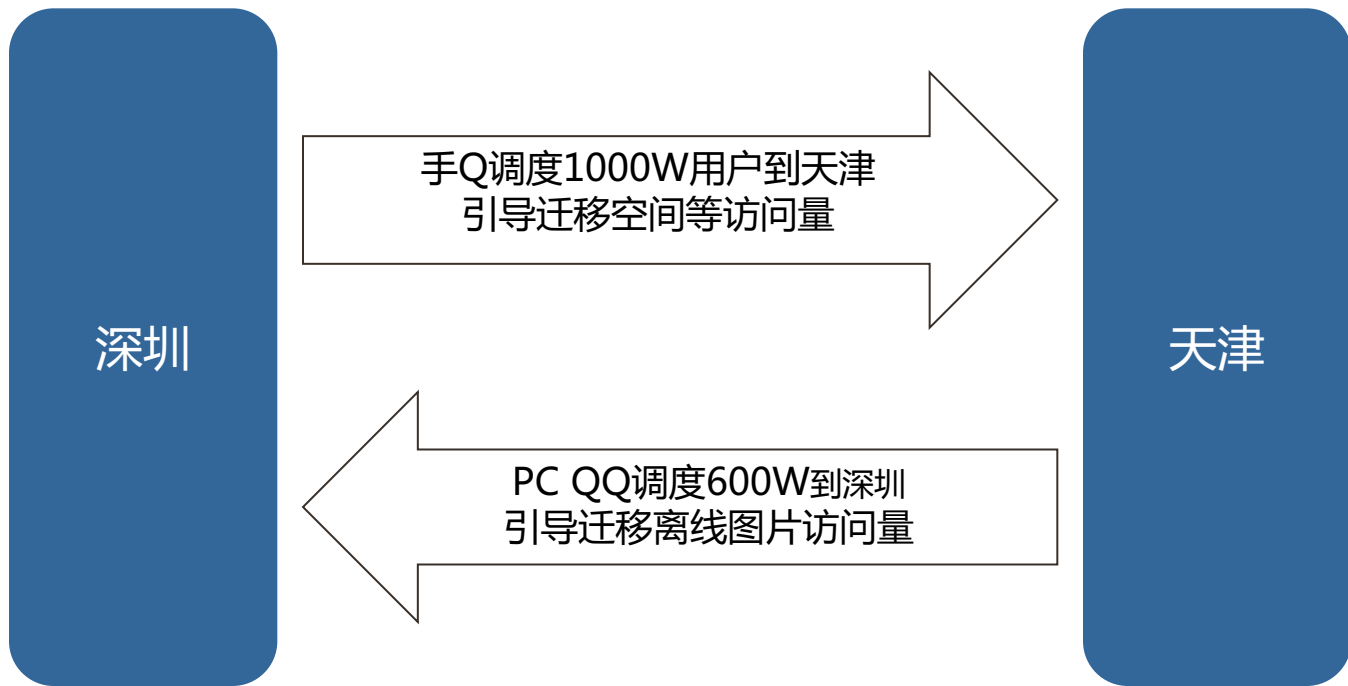 深圳
手Q调度1000W用户到天津
引导迁移空间等访问量
PC QQ调度600W到深圳
引导迁移离线图片访问量
天津